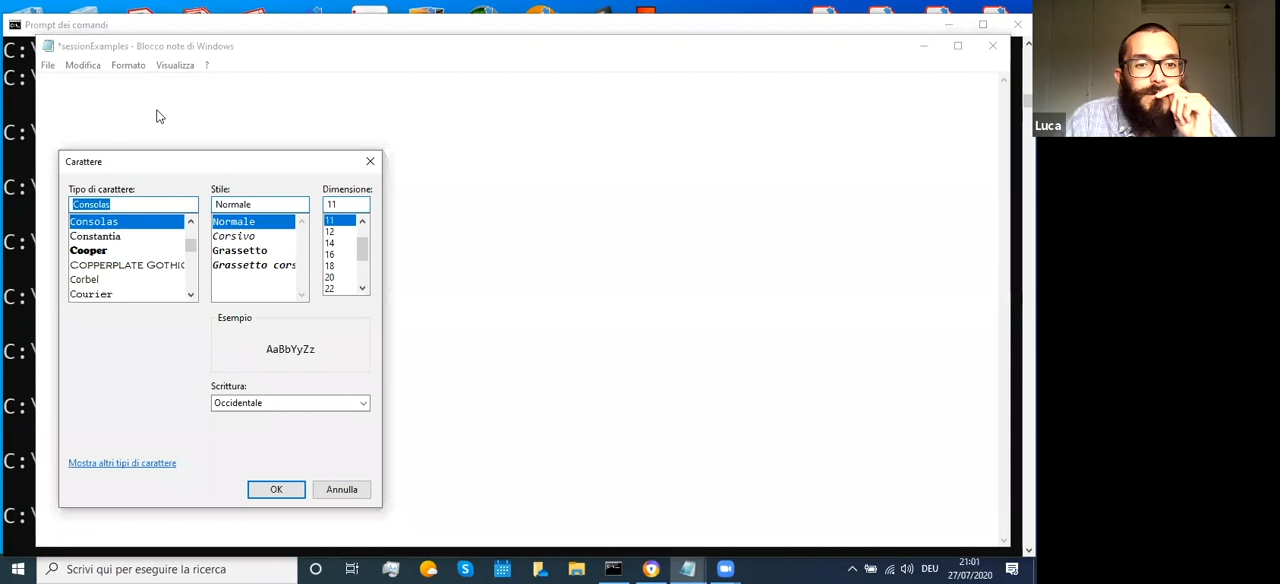 Prompt dei comandi
*sessionExamples - Blocco note di Windows
File Modifica Formato Visualizza ?
C:\
C:\
C:\
C:\
C:\
C:\
C:\
C:\
C:\
C:\
Carattere
Tipo di carattere: Stile: Dimensione:
Consolas Normale 11
Consolas Normale 11
Constantia Corsivo 12
Cooper Grassetto 14
COPPERPLATE GOTHIC Grassetto cors 16
Corbel 18
Courier 20
22
Esempio
AaBbYyZz
Scrittura:
Occidentale
Mostra altri tipi di carattere
OK Annulla
Luca
Scrivi qui per eseguire la ricerca
DEU
21:01
27/07/2020